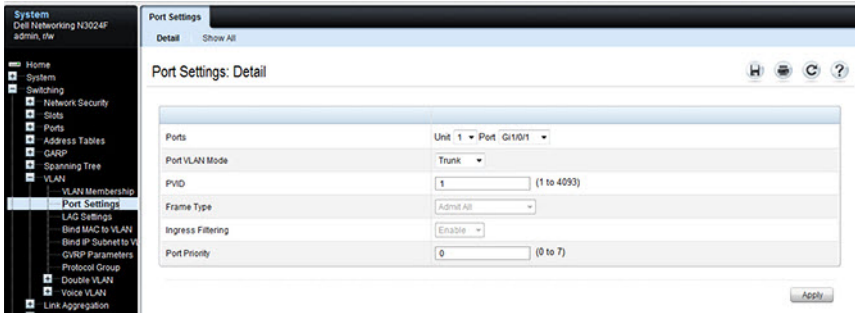 System
Dell Networking N3024F
admin, r/w
Home
System
Switching
Network Security
Slots
Ports
Address Tables
GARP
Spanning Tree
VLAN
VLAN Membership
Port Settings
LAG Settings
Bind MAC to VLAN
Bind IP Subnet to VL
GVRP Parameters
Protocol Group
Double VLAN
Voice VLAN
Link Aggregation
Port Settings
Detail Show All
Port Settings: Detail
?
Ports Unit 1 Port Gi1/0/1
Port VLAN Mode Trunk
PVID 1 (1 to 4093)
Frame Type Admit All
Ingress Filtering Enable
Port Priority 0 (0 to 7)
Apply